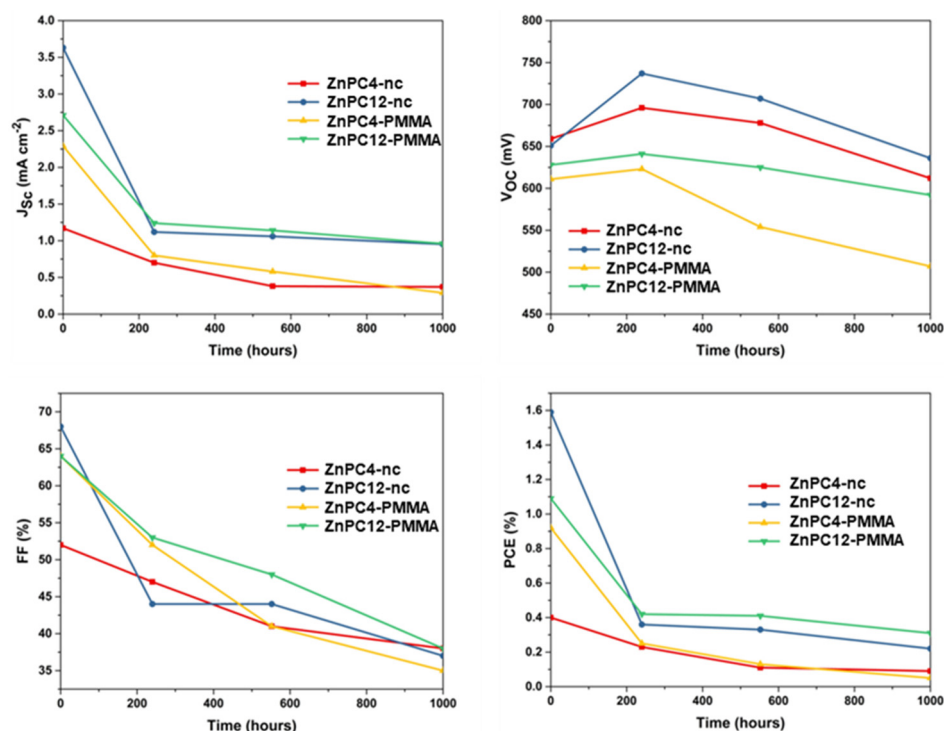 4.0
3.5
3.0
2.5
2.0
1.5
1.0
0.5
0.0
JSc (mA cm-2)
ZnPC4-nc
ZnPC12-nc
ZnPC4-PMMA
ZnPC12-PMMA
0 200 400 600 800 1000
Time (hours)
800
750
700
650
600
550
500
450
VOC (mV)
ZnPC4-nc
ZnPC12-nc
ZnPC4-PMMA
ZnPC12-PMMA
0 200 400 600 800 1000
Time (hours)
70
65
60
55
50
45
40
35
FF (%)
ZnPC4-nc
ZnPC12-nc
ZnPC4-PMMA
ZnPC12-PMMA
0 200 400 600 800 1000
Time (hours)
1.6
1.4
1.2
1.0
0.8
0.6
0.4
0.2
0.0
PCE (%)
ZnPC4-nc
ZnPC12-nc
ZnPC4-PMMA
ZnPC12-PMMA
0 200 400 600 800 1000
Time (hours)